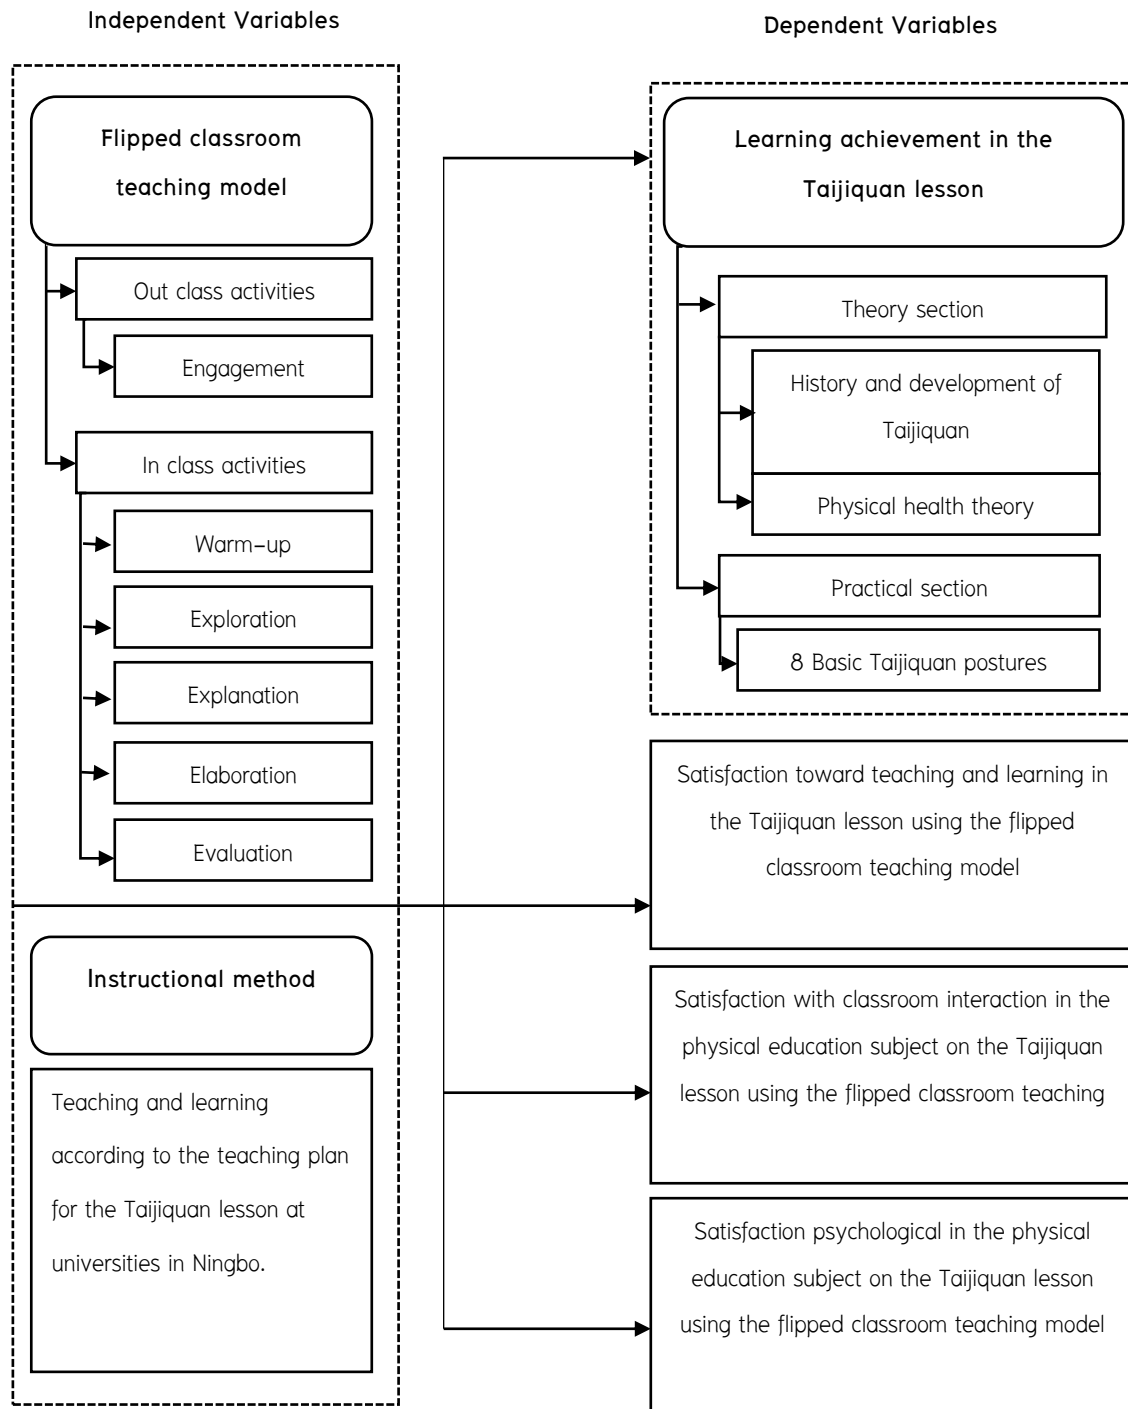 Independent Variables
Flipped classroom
teaching model
Out class activities
Engagement
In class activities
Warm-up
Exploration
Explanation
Elaboration
Evaluation
Instructional method
Teaching and learning
according to the teaching plan
for the Taijiquan lesson at
universities in Ningbo.
Dependent Variables
Learning achievement in the
Taijiquan lesson
Theory section
History and development of
Taijiquan
Physical health theory
Practical section
8 Basic Taijiquan postures
Satisfaction toward teaching and learning in
the Taijiquan lesson using the flipped
classroom teaching model
Satisfaction with classroom interaction in the
physical education subject on the Taijiquan
lesson using the flipped classroom teaching
Satisfaction psychological in the physical
education subject on the Taijiquan lesson
using the flipped classroom teaching model